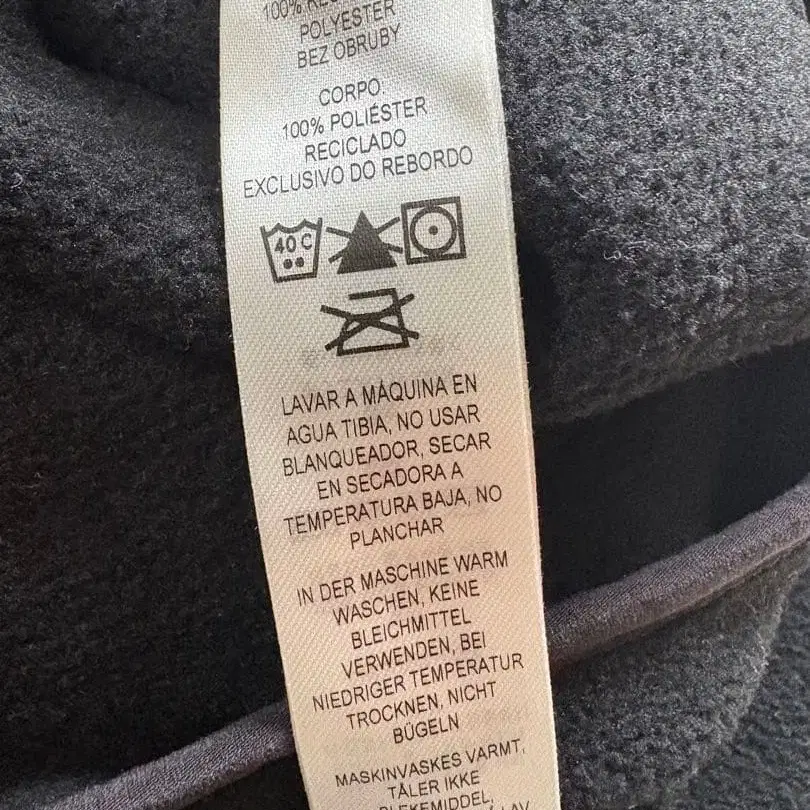 100%
POLYESTER
BEZ OBRUBY
CORPO
100% POLIÉSTER
RECICLADO
EXCLUSIVO DO REBORDO
40 C
LAVAR A MÁQUINA EN
AGUA TIBIA, NO USAR
BLANQUEADOR, SECAR
EN SECADORA A
TEMPERATURA BAJA, NO
PLANCHAR
IN DER MASCHINE WARM
WASCHEN, KEINE
BLEICHMITTEL
VERWENDEN, BEI
NIEDRIGER TEMPERATUR
TROCKNEN, NICHT
BÜGELN
MASKINVASKES VARMT,
TÅLER IKKE
BLEKEMIDDEL,